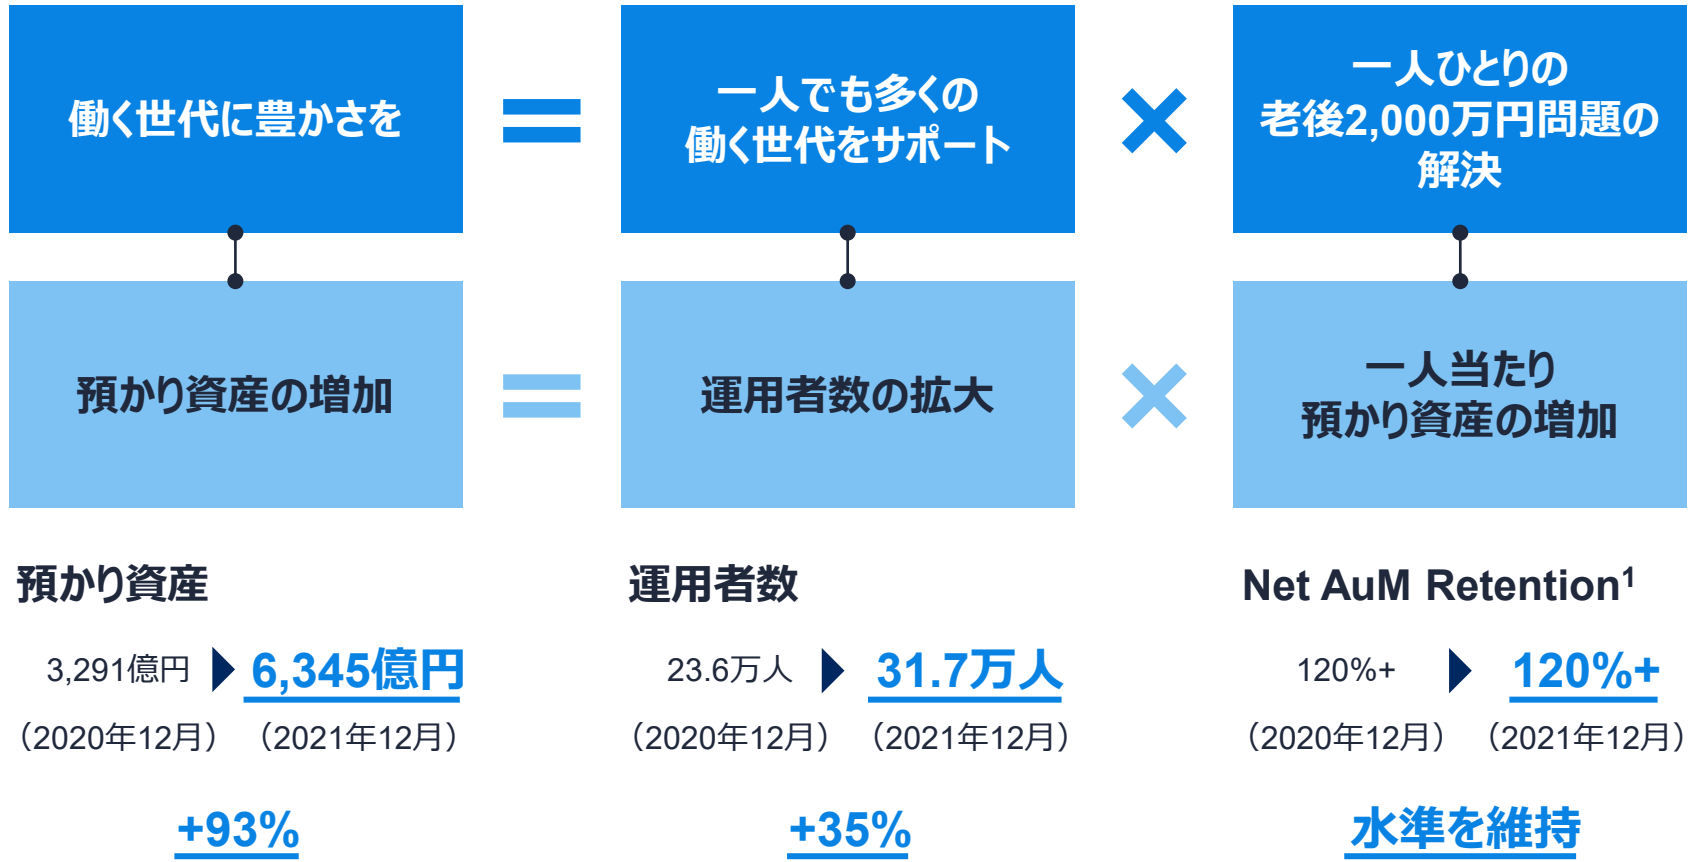 働く世代に豊かさを
=
一人でも多くの
働く世代をサポート
×
一人ひとりの
老後2,000万円問題の
解決
預かり資産の増加
=
運用者数の拡大
×
一人当たり
預かり資産の増加
預かり資産
3,291億円 6,345億円
（2020年12月） （2021年12月）
+93%
運用者数
23.6万人 31.7万人
（2020年12月） （2021年12月）
+35%
Net AuM Retention¹
120%+ 120%+
（2020年12月） （2021年12月）
水準を維持